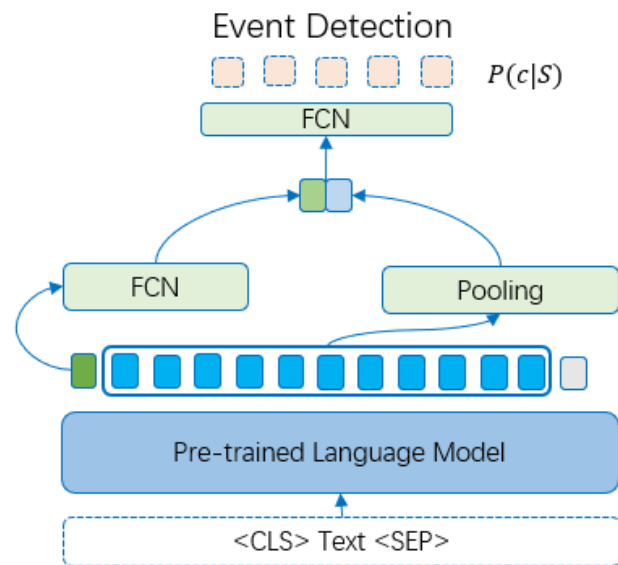 Event Detection
P(c|S)
FCN
FCN
Pooling
Pre-trained Language Model
<CLS> Text <SEP>